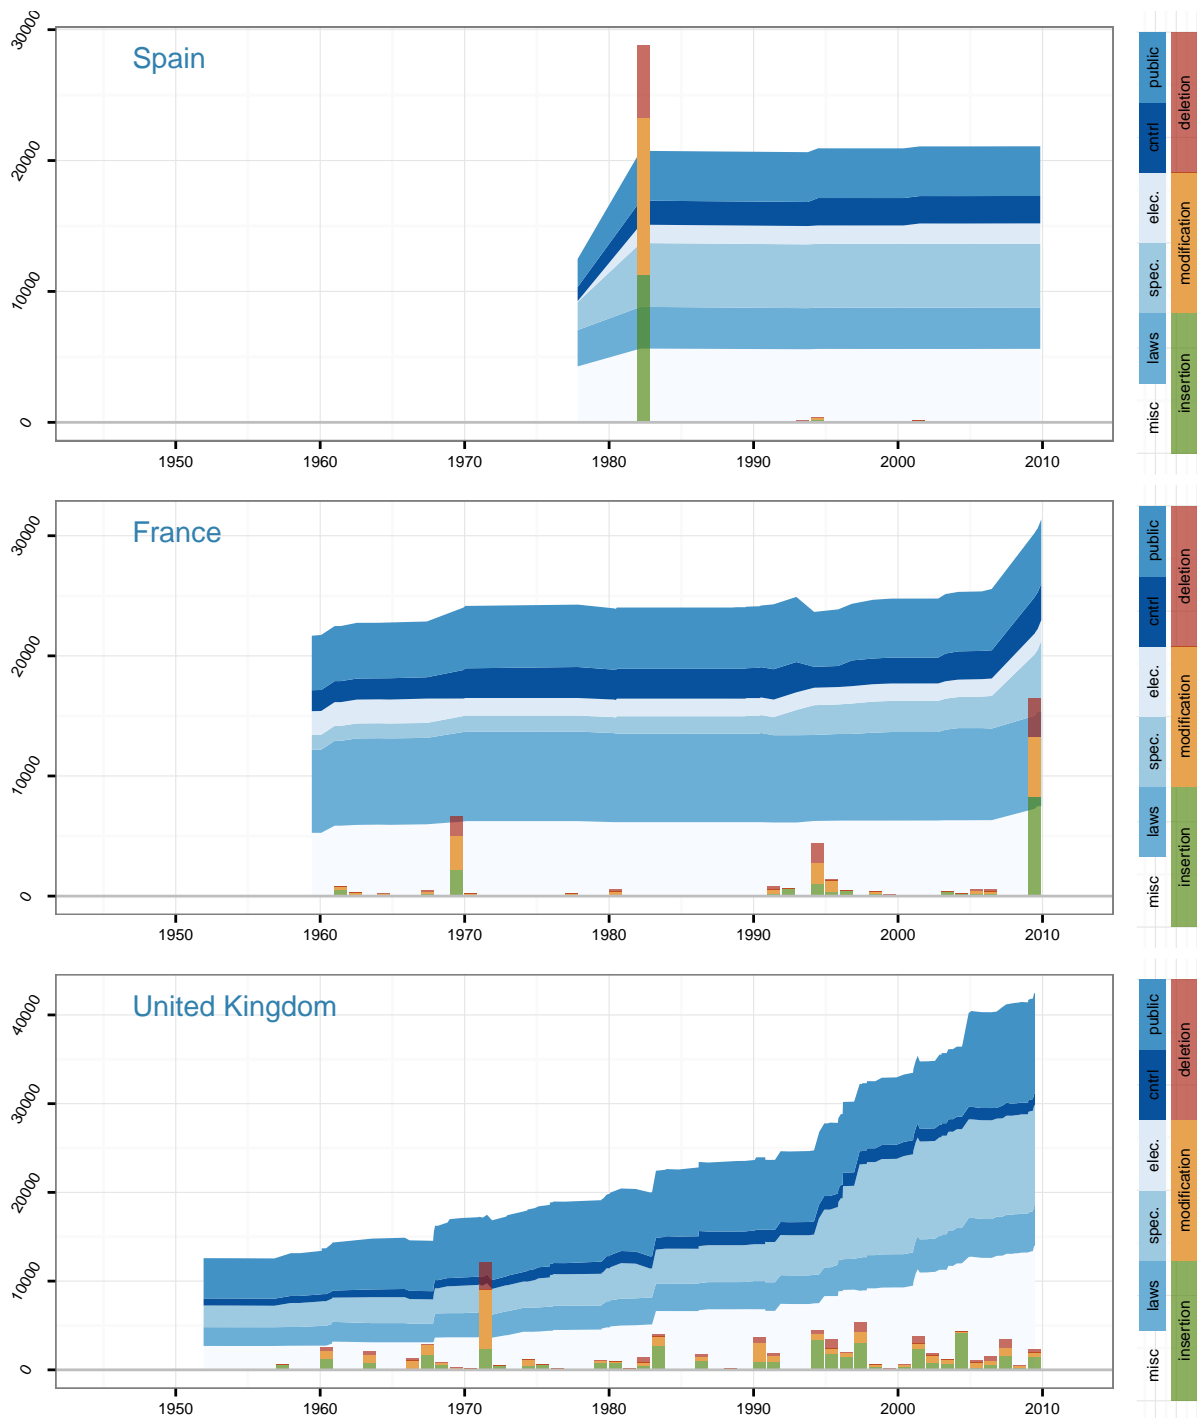 Spain
30000
20000
10000
0
1950 1960 1970 1980 1990 2000 2010
public
cntrl
elec.
spec.
laws
misc
deletion
modification
insertion
France
30000
20000
10000
0
1950 1960 1970 1980 1990 2000 2010
public
cntrl
elec.
spec.
laws
misc
deletion
modification
insertion
United Kingdom
40000
30000
20000
10000
0
1950 1960 1970 1980 1990 2000 2010
public
cntrl
elec.
spec.
laws
misc
deletion
modification
insertion